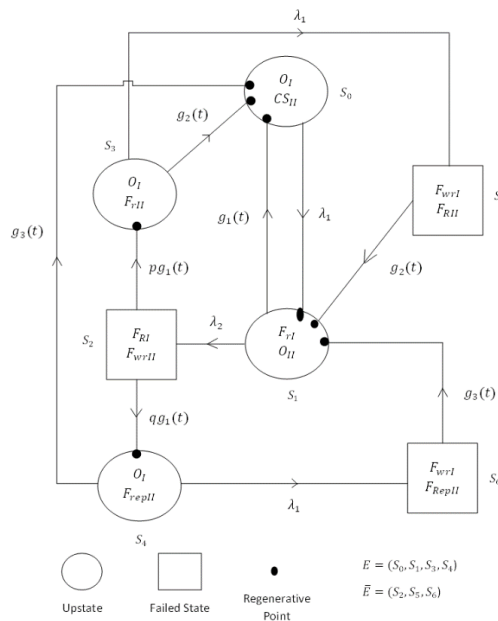 λ₁
O_I
CS_II
S₀
g₂(t)
S₃
O_I
F_rII
F_wrI
F_RII
S
g₃(t)
g₁(t)
λ₁
g₂(t)
pg₁(t)
λ₂
F_RI
F_wrII
S₂
F_rI
O_II
S₁
qg₁(t)
g₃(t)
O_I
F_repII
S₄
λ₁
F_wrI
F_RepII
S₆
Upstate
Failed State
Regenerative
Point
E = (S₀, S₁, S₃, S₄)
Ē = (S₂, S₅, S₆)